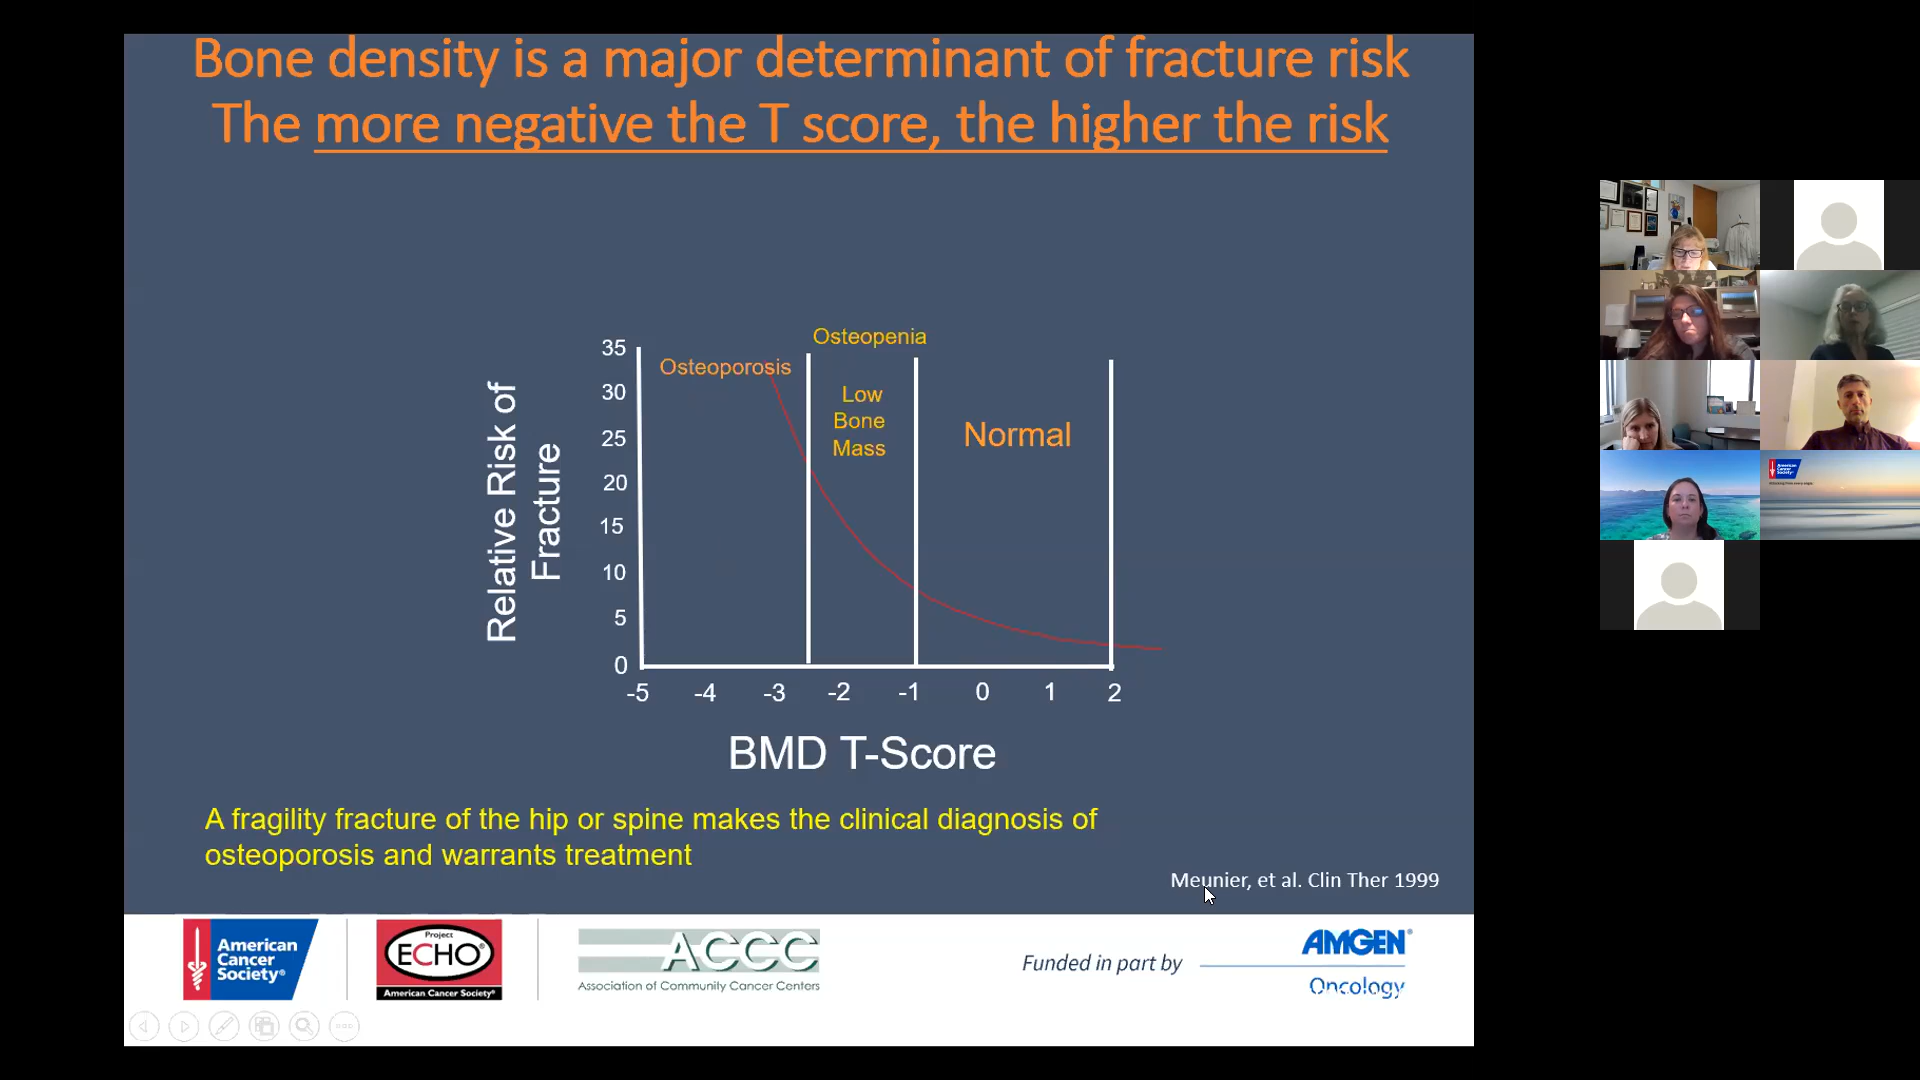 Bone density is a major determinant of fracture risk
The more negative the T score, the higher the risk
Osteopenia
Osteoporosis
Low
Bone
Mass
Normal
Relative Risk of
Fracture
35
30
25
20
15
10
5
0
-5 -4 -3 -2 -1 0 1 2
BMD T-Score
A fragility fracture of the hip or spine makes the clinical diagnosis of
osteoporosis and warrants treatment
Meunier, et al. Clin Ther 1999
American
Cancer
Society®
Project
ECHO®
American Cancer Society®
ACCC
Association of Community Cancer Centers
Funded in part by
AMGEN®
Oncology
American
Cancer
Society